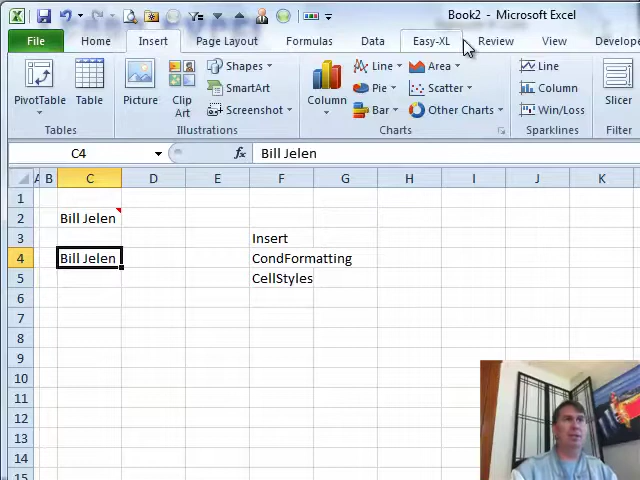 Book2 - Microsoft Excel
File Home Insert Page Layout Formulas Data Easy-XL Review View Develope
PivotTable Table Picture Clip Art Shapes SmartArt Screenshot Column Line Pie Bar Area Scatter Other Charts Line Column Win/Loss Slicer
Tables Illustrations Charts Sparklines Filter
C4 fx Bill Jelen
A B C D E F G H I J K
1
2 Bill Jelen
3 Insert
4 Bill Jelen CondFormatting
5 CellStyles
6
7
8
9
10
11
12
13
14
15